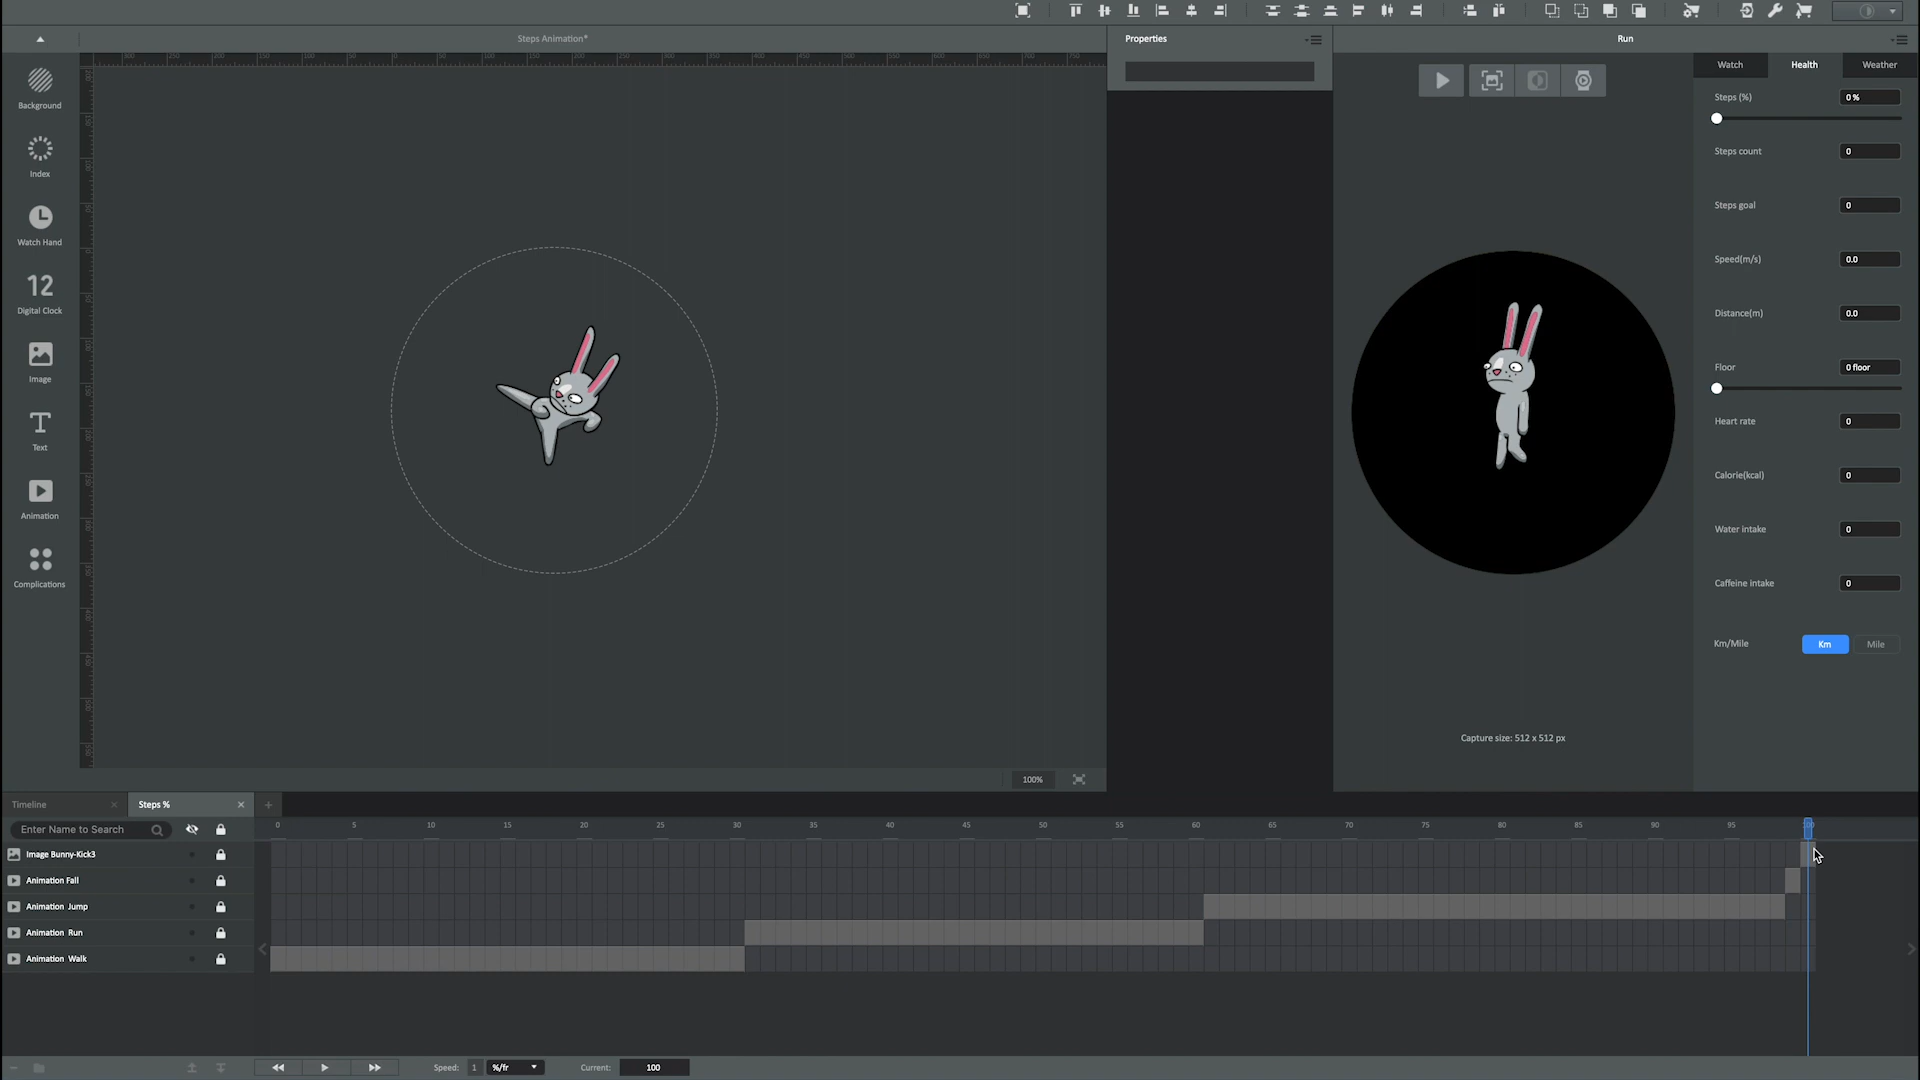 Steps Animation*
Properties
Run
Background
Index
Watch Hand
12
Digital Clock
Image
Text
Animation
Complications
Watch
Health
Weather
Steps (%)
0 %
Steps count
0
Steps goal
0
Speed(m/s)
0.0
Distance(m)
0.0
Floor
0 floor
Heart rate
0
Calorie(kcal)
0
Water intake
0
Caffeine intake
0
Km/Mile
Km
Mile
Capture size: 512 x 512 px
100%
Timeline
Steps %
Enter Name to Search
0 5 10 15 20 25 30 35 40 45 50 55 60 65 70 75 80 85 90 95 100
Image Bunny-Kick3
Animation Fall
Animation Jump
Animation Run
Animation Walk
Speed: 1 %/fr
Current: 100